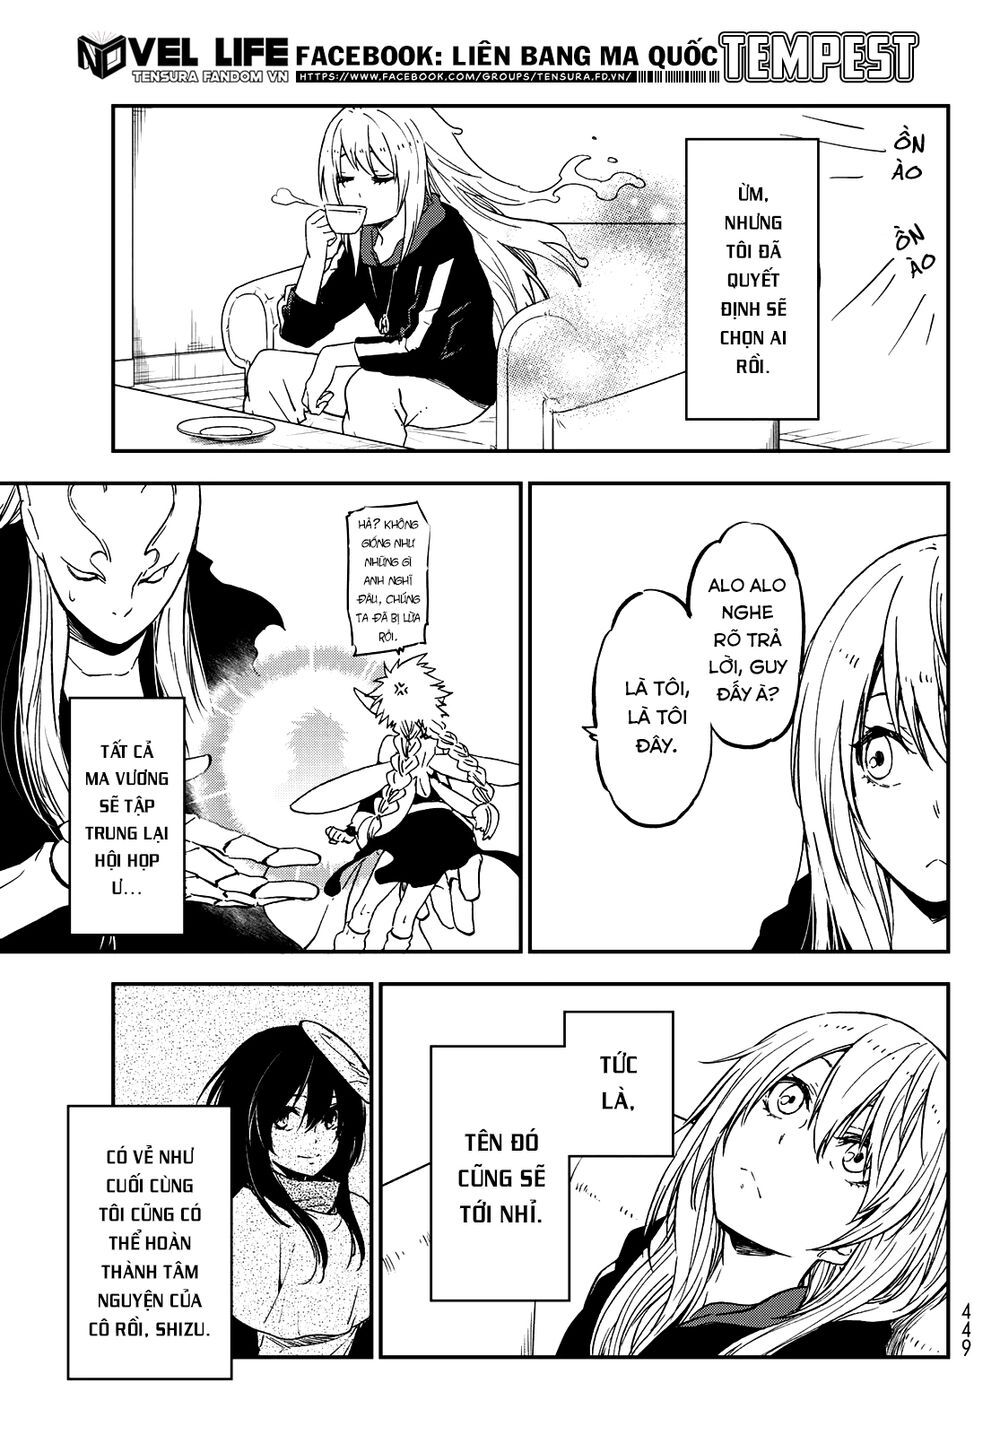 NOVEL LIFE
TENSURA FANDOM VN
FACEBOOK: LIÊN BANG MA QUỐC
HTTPS://WWW.FACEBOOK.COM/GROUPS/TENSURA.FD.VN/
TEMPEST
ỒN
ÀO
ỒN
ÀO
ỪM,
NHƯNG
TÔI ĐÃ
QUYẾT
ĐỊNH SẼ
CHỌN AI
RỒI.
ALO ALO
NGHE
RÕ TRẢ
LỜI, GUY
ĐẤY À?
LÀ TÔI,
LÀ TÔI
ĐÂY.
HẢ? KHÔNG
GIỐNG NHƯ
NHỮNG GÌ
ANH NGHĨ
ĐÂU, CHÚNG
TA ĐÃ BỊ LỪA
RỒI.
TẤT CẢ
MA VƯƠNG
SẼ TẬP
TRUNG LẠI
HỘI HỌP
Ư...
TỨC
LÀ,
TÊN ĐÓ
CŨNG SẼ
TỚI NHỈ.
CÓ VẺ NHƯ
CUỐI CÙNG
TÔI CŨNG CÓ
THỂ HOÀN
THÀNH TÂM
NGUYỆN CỦA
CÔ RỒI, SHIZU.
449